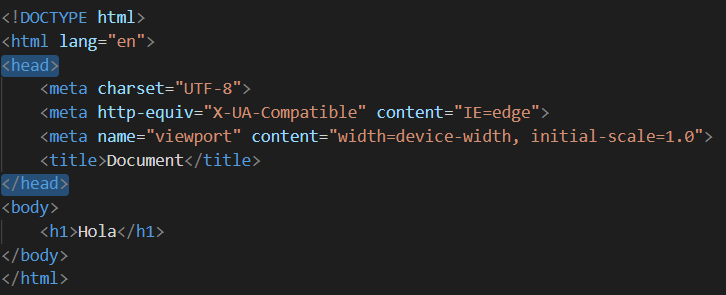 <!DOCTYPE html>
<html lang="en">
<head>
    <meta charset="UTF-8">
    <meta http-equiv="X-UA-Compatible" content="IE=edge">
    <meta name="viewport" content="width=device-width, initial-scale=1.0">
    <title>Document</title>
</head>
<body>
    <h1>Hola</h1>
</body>
</html>